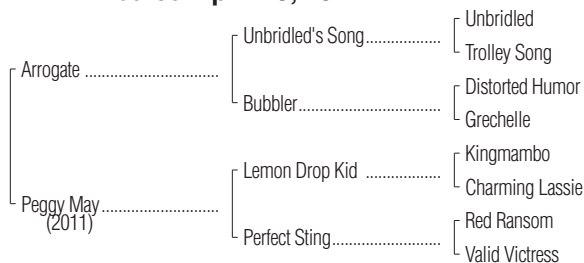 Unbridled
Unbridled's Song
Trolley Song
Arrogate
Distorted Humor
Bubbler
Grechelle
Kingmambo
Lemon Drop Kid
Charming Lassie
Peggy May
(2011)
Red Ransom
Perfect Sting
Valid Victress